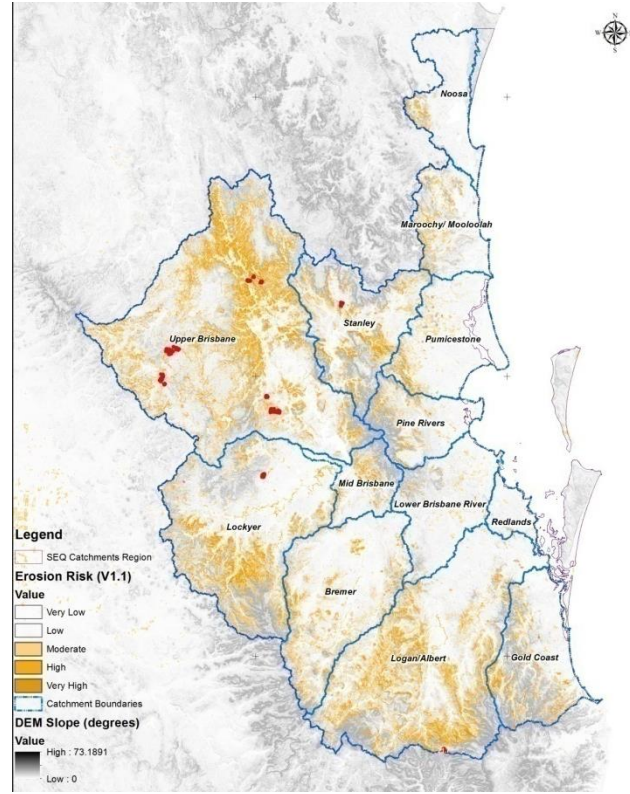 N
W
S
Noosa
Maroochy/ Mooloolah
Upper Brisbane
Stanley
Pumicestone
Pine Rivers
Mid Brisbane
Lower Brisbane River
Redlands
Lockyer
Bremer
Logan/Albert
Gold Coast
Legend
SEQ Catchments Region
Erosion Risk (V1.1)
Value
Very Low
Low
Moderate
High
Very High
Catchment Boundaries
DEM Slope (degrees)
Value
High : 73.1891
Low : 0